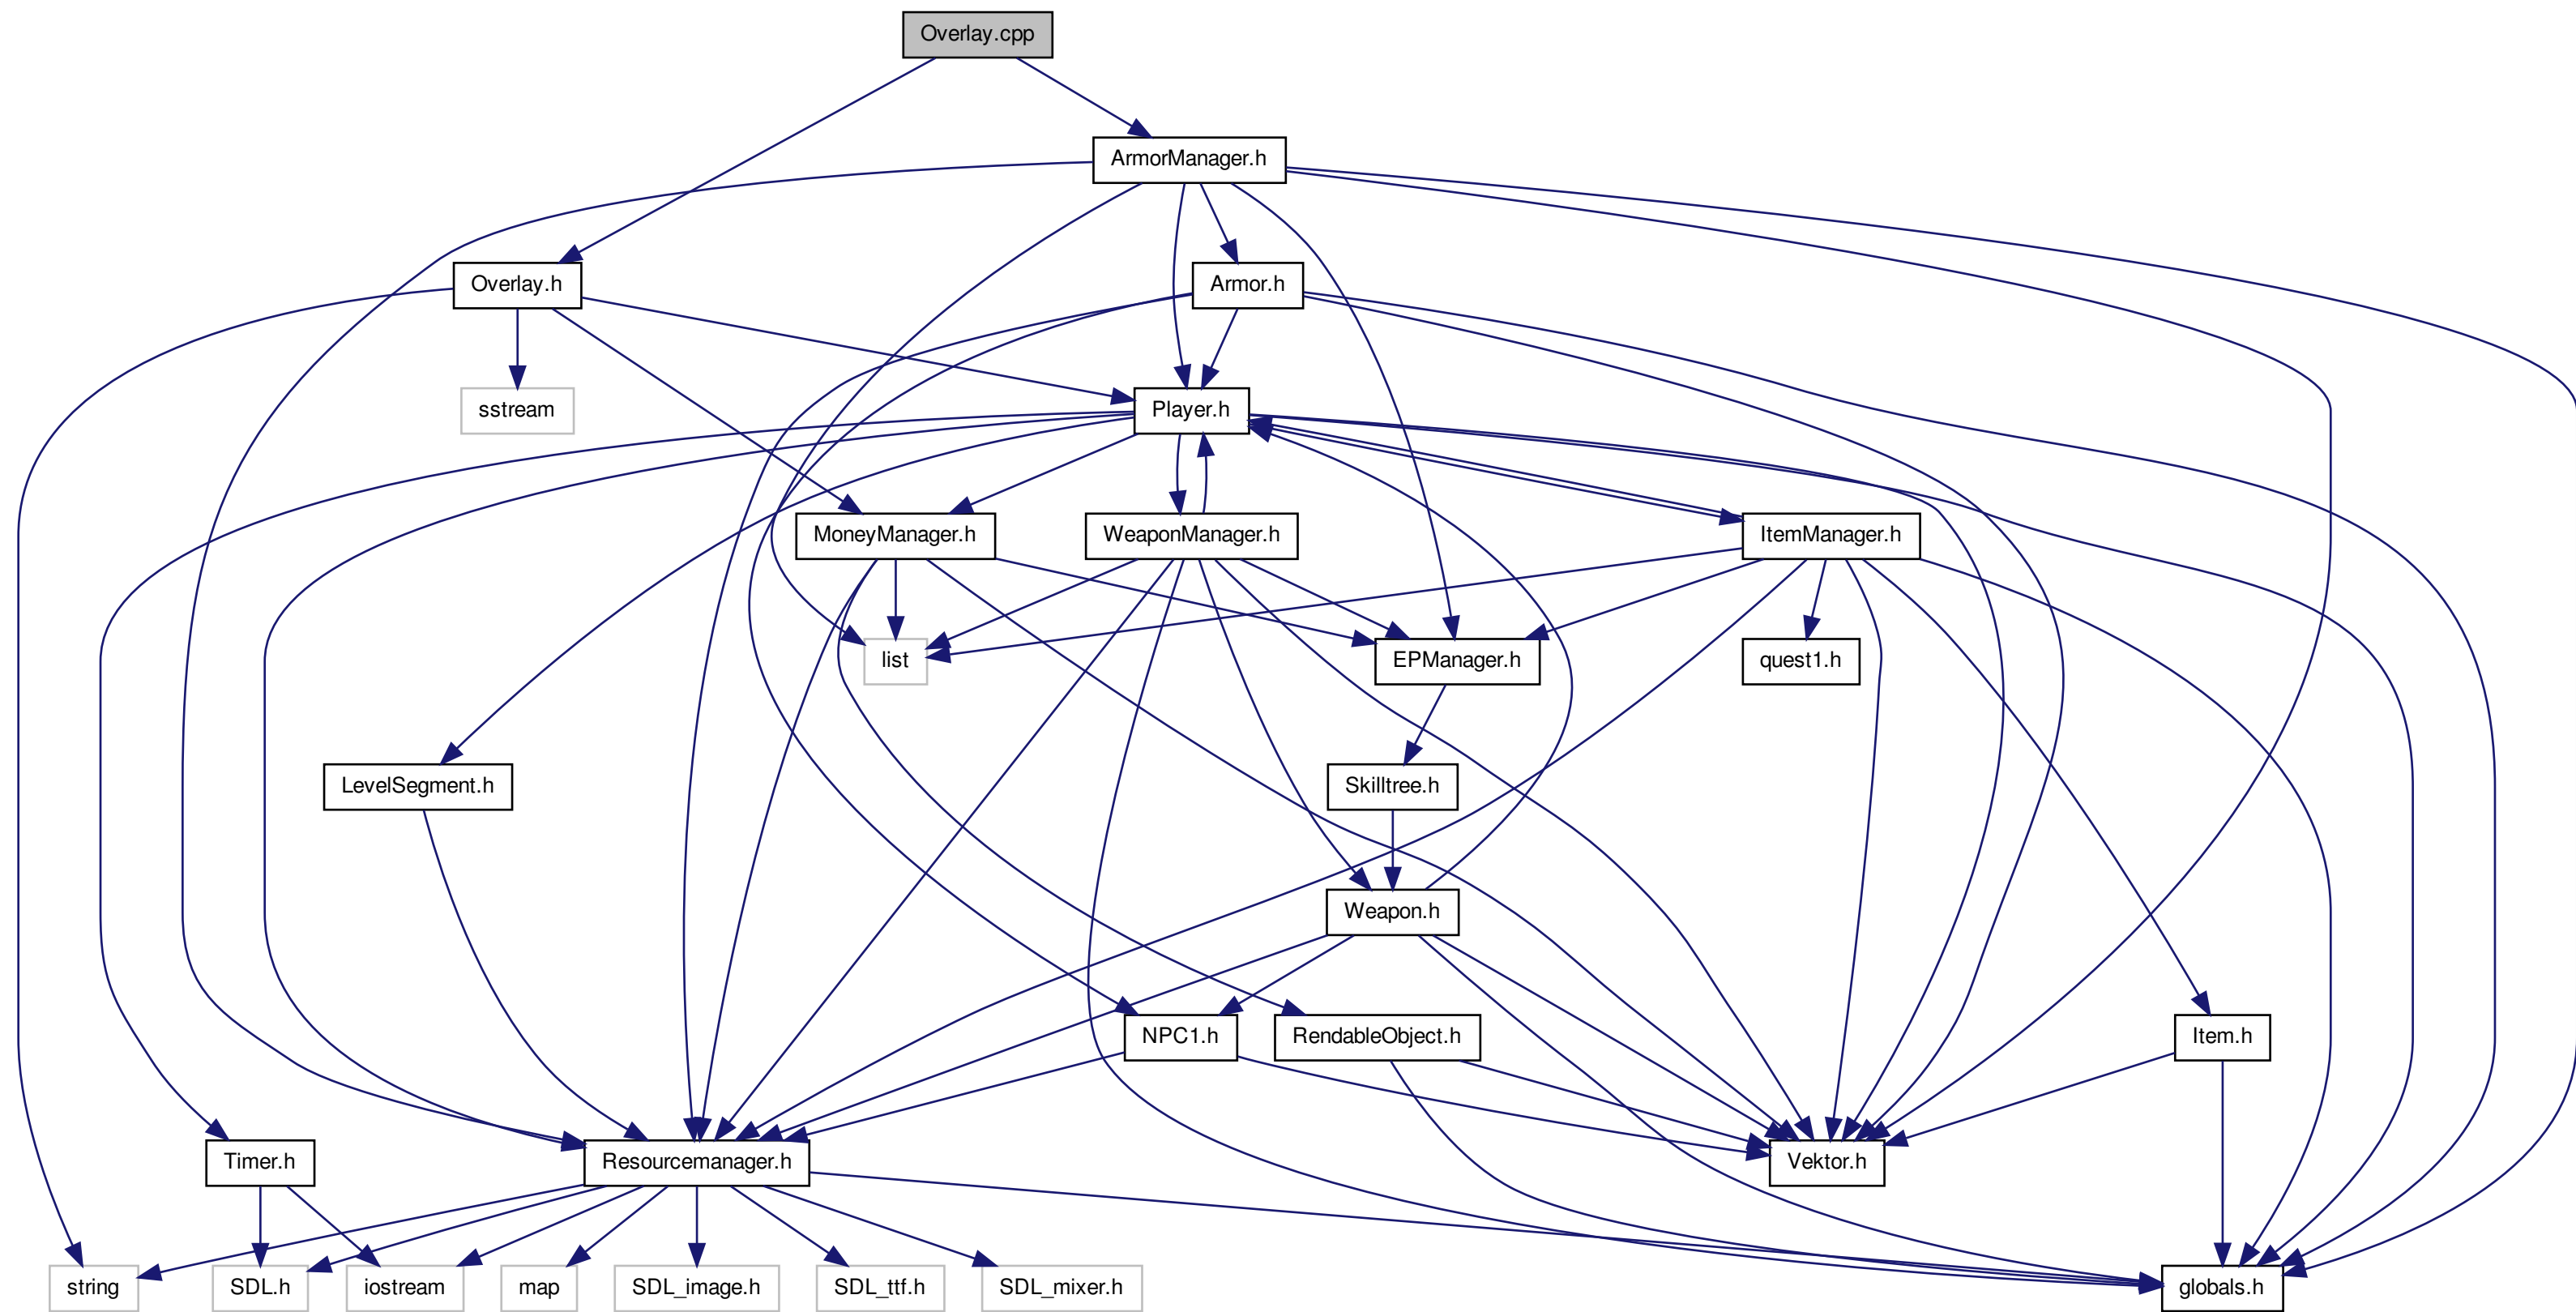 Overlay.cpp
ArmorManager.h
Overlay.h
Armor.h
sstream
Player.h
MoneyManager.h
WeaponManager.h
ItemManager.h
list
EPManager.h
quest1.h
LevelSegment.h
Skilltree.h
Weapon.h
NPC1.h
RendableObject.h
Item.h
Timer.h
Resourcemanager.h
Vektor.h
string
SDL.h
iostream
map
SDL_image.h
SDL_ttf.h
SDL_mixer.h
globals.h